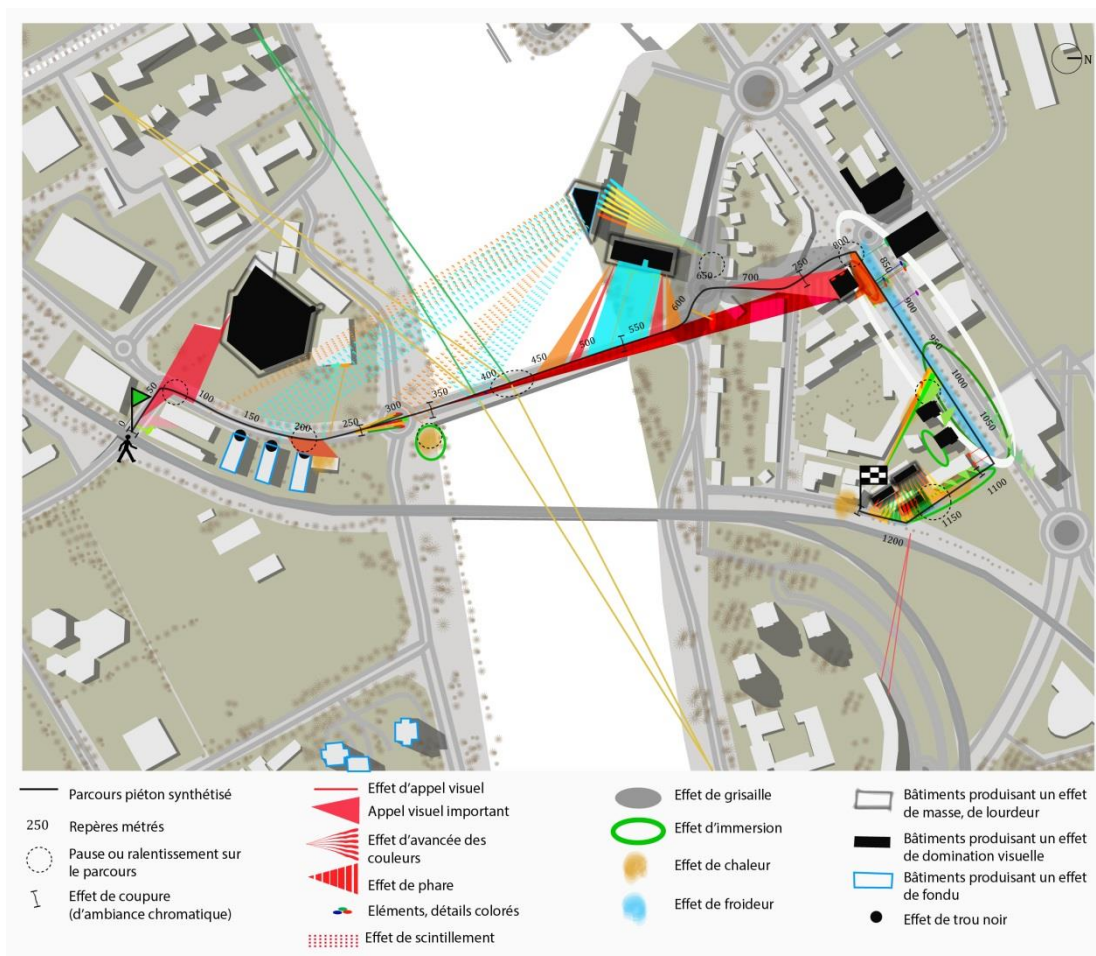 N
0
50
100
150
200
250
300
350
400
450
500
550
600
650
700
250
800
850
900
950
1000
1050
1100
1150
1200
Parcours piéton synthétisé
250 Repères métrés
Pause ou ralentissement sur
le parcours
Effet de coupure
(d'ambiance chromatique)
Effet d'appel visuel
Appel visuel important
Effet d'avancée des
couleurs
Effet de phare
Eléments, détails colorés
Effet de scintillement
Effet de grisaille
Effet d'immersion
Effet de chaleur
Effet de froideur
Bâtiments produisant un effet
de masse, de lourdeur
Bâtiments produisant un effet
de domination visuelle
Bâtiments produisant un effet
de fondu
Effet de trou noir